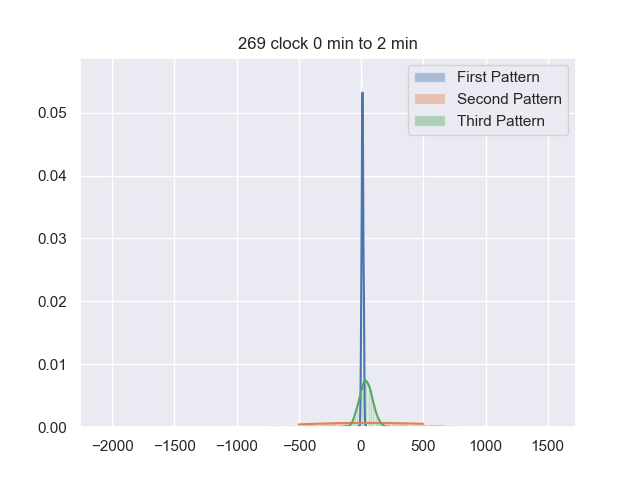 269 clock 0 min to 2 min
First Pattern
Second Pattern
Third Pattern
0.05
0.04
0.03
0.02
0.01
0.00
−2000 −1500 −1000 −500 0 500 1000 1500